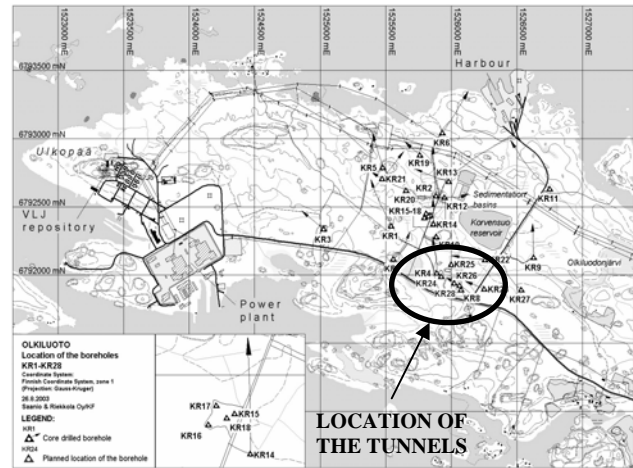 1523000 mE
1523500 mE
1524500 mE
1525000 mE
1525500 mE
1526000 mE
1526500 mE
1527000 mE
6793500 mN
Harbour
6793000 mN
KR6
Ulkopää
KR19
KR5
KR13
KR21
KR2
KR11
KR20
KR12
Sedimentation
basins
6792500 mN
VLJ
repository
KR15-18
KR14
Korvensuo
reservoir
KR3
KR1
KR22
KR9
Olkiluodonjärvi
KR25
6792000 mN
KR4
KR26
KR24
KR28
KR8
KR27
Power
plant
OLKILUOTO
Location of the boreholes
KR1-KR28
Coordinate System:
Finnish Coordinate System, zone 1
(Projection: Gauss-Kruger)
26.8.2003
Saanio & Riekkola Oy/KF
LEGEND:
KR1
Core drilled borehole
KR24
Planned location of the borehole
KR17
KR15
KR16
KR18
KR14
LOCATION OF
THE TUNNELS